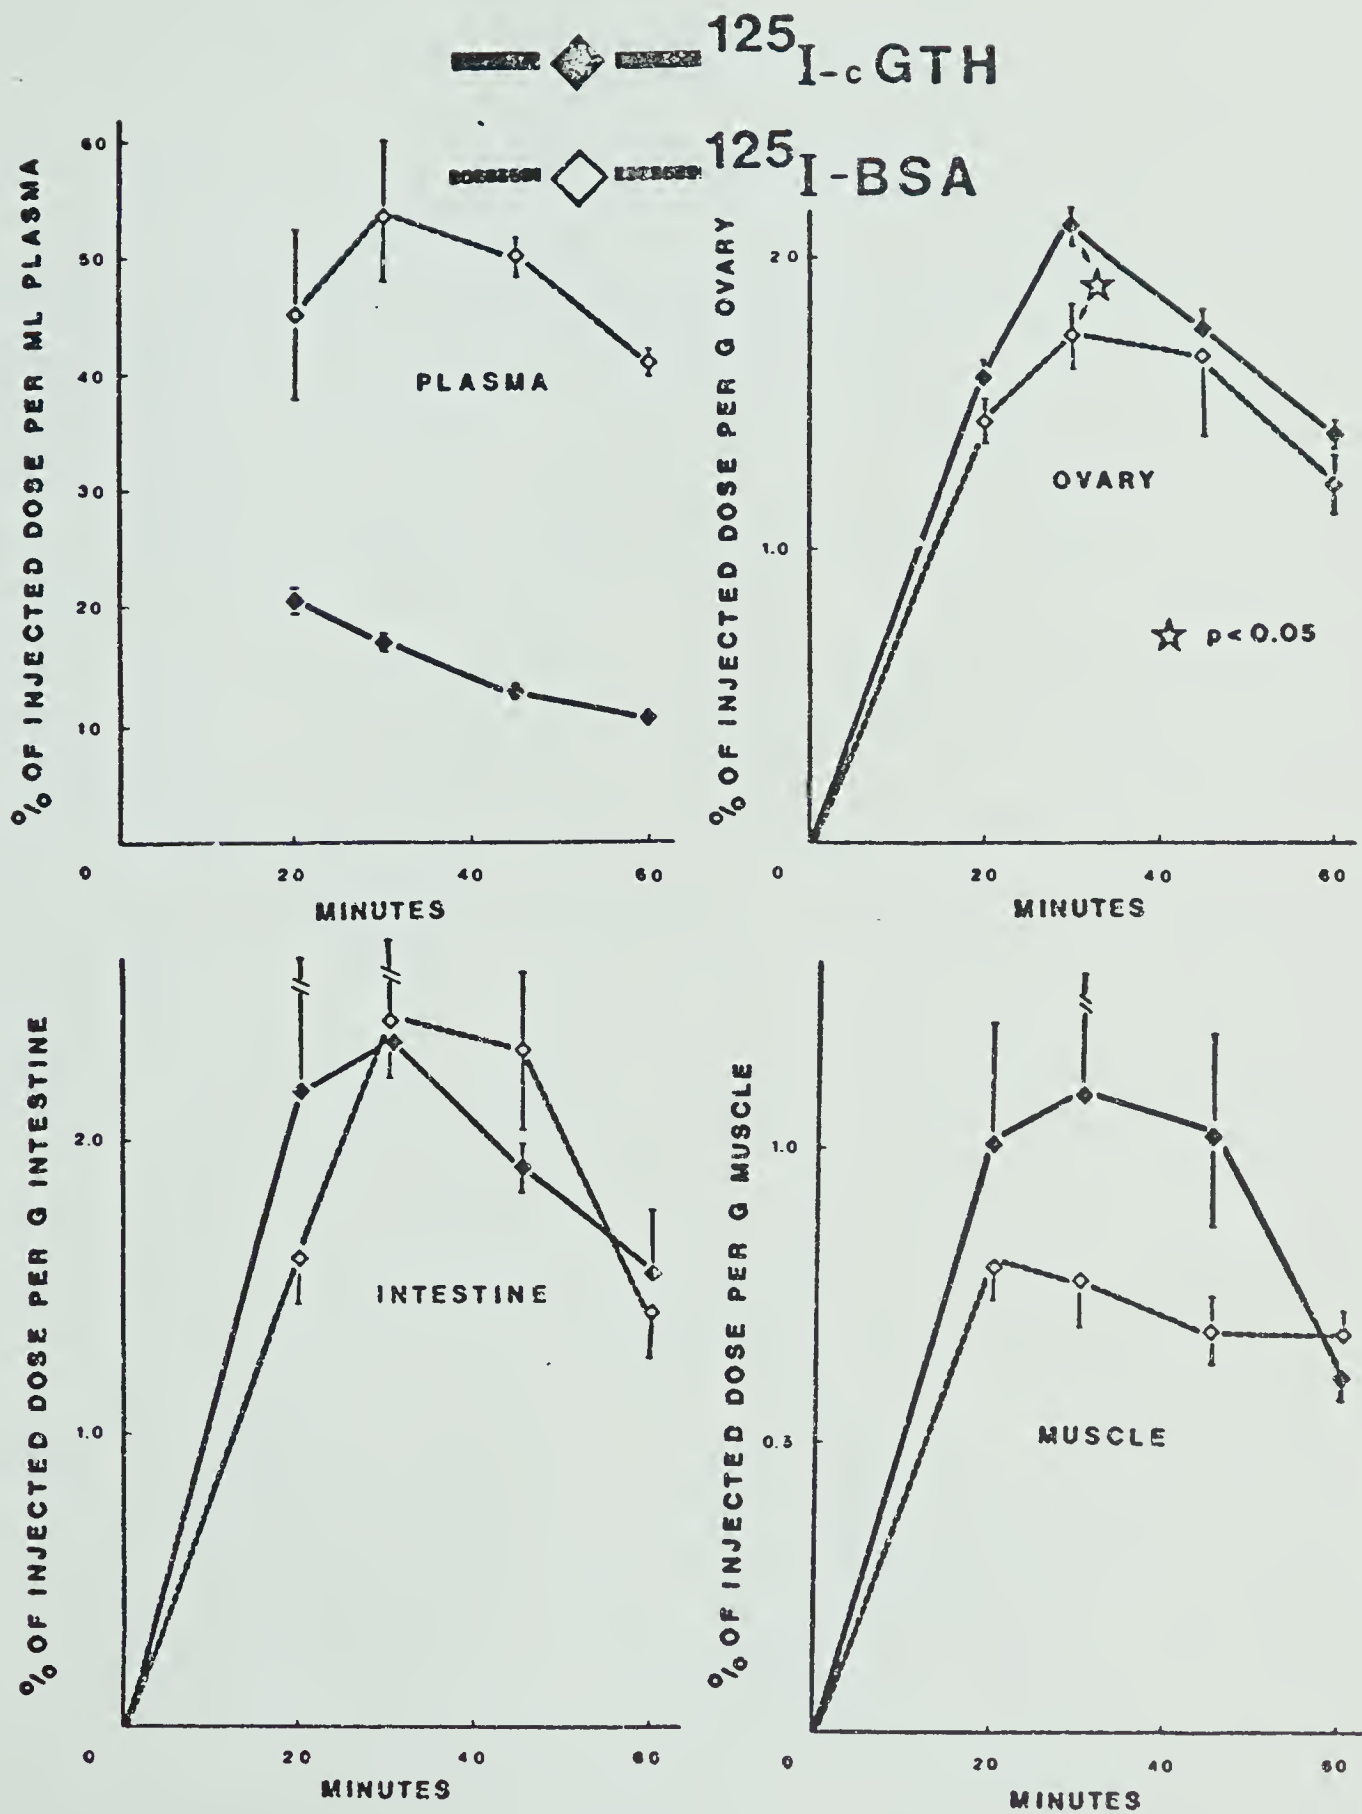 125I-cGTH
125I-BSA
% OF INJECTED DOSE PER ML PLASMA
60
50
40
30
20
10
0
20
40
60
PLASMA
MINUTES
% OF INJECTED DOSE PER G OVARY
2.0
1.0
0
20
40
60
OVARY
☆ p<0.05
MINUTES
% OF INJECTED DOSE PER G INTESTINE
2.0
1.0
0
20
40
60
INTESTINE
MINUTES
% OF INJECTED DOSE PER G MUSCLE
1.0
0.3
0
20
40
60
MUSCLE
MINUTES